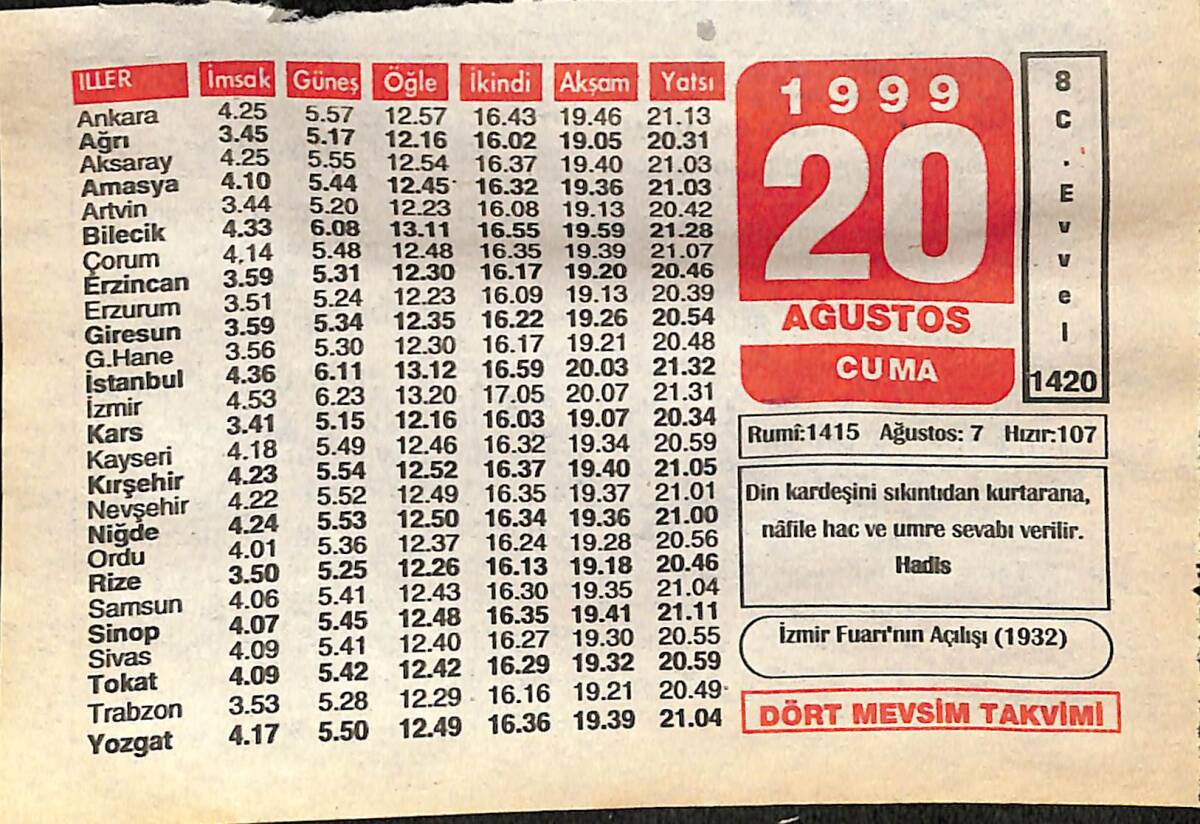 İLLER İmsak Güneş Öğle İkindi Akşam Yatsı
Ankara 4.25 5.57 12.57 16.43 19.46 21.13
Ağrı 3.45 5.17 12.16 16.02 19.05 20.31
Aksaray 4.25 5.55 12.54 16.37 19.40 21.03
Amasya 4.10 5.44 12.45 16.32 19.36 21.03
Artvin 3.44 5.20 12.23 16.08 19.13 20.42
Bilecik 4.33 6.08 13.11 16.55 19.59 21.28
Çorum 4.14 5.48 12.48 16.35 19.39 21.07
Erzincan 3.59 5.31 12.30 16.17 19.20 20.46
Erzurum 3.51 5.24 12.23 16.09 19.13 20.39
Giresun 3.59 5.34 12.35 16.22 19.26 20.54
G.Hane 3.56 5.30 12.30 16.17 19.21 20.48
İstanbul 4.36 6.11 13.12 16.59 20.03 21.32
İzmir 4.53 6.23 13.20 17.05 20.07 21.31
Kars 3.41 5.15 12.16 16.03 19.07 20.34
Kayseri 4.18 5.49 12.46 16.32 19.34 20.59
Kırşehir 4.23 5.54 12.52 16.37 19.40 21.05
Nevşehir 4.22 5.52 12.49 16.35 19.37 21.01
Niğde 4.24 5.53 12.50 16.34 19.36 21.00
Ordu 4.01 5.36 12.37 16.24 19.28 20.56
Rize 3.50 5.25 12.26 16.13 19.18 20.46
Samsun 4.06 5.41 12.43 16.30 19.35 21.04
Sinop 4.07 5.45 12.48 16.35 19.41 21.11
Sivas 4.09 5.41 12.40 16.27 19.30 20.55
Tokat 4.09 5.42 12.42 16.29 19.32 20.59
Trabzon 3.53 5.28 12.29 16.16 19.21 20.49
Yozgat 4.17 5.50 12.49 16.36 19.39 21.04
1999
20
AĞUSTOS
CUMA
8 C. Evvel 1420
Rumî:1415 Ağustos: 7 Hızır:107
Din kardeşini sıkıntıdan kurtarana,
nâfile hac ve umre sevabı verilir.
Hadis
İzmir Fuarı'nın Açılışı (1932)
DÖRT MEVSİM TAKVİMİ